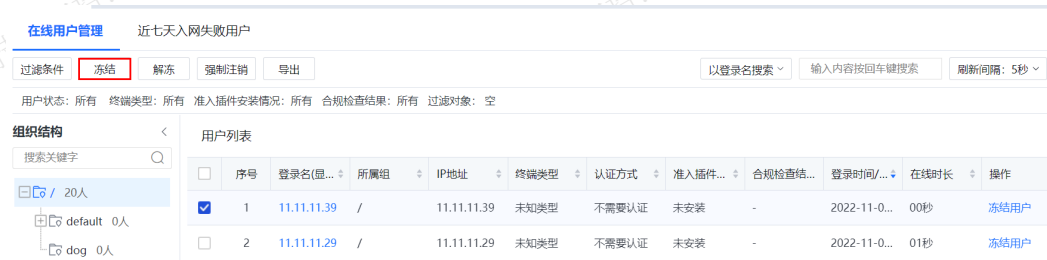 在线用户管理 近七天入网失败用户
过滤条件 冻结 解冻 强制注销 导出 以登录名搜索 输入内容按回车键搜索 刷新间隔：5秒
用户状态：所有 终端类型：所有 准入插件安装情况：所有 合规检查结果：所有 过滤对象：空
组织结构
搜索关键字
/ 20人
default 0人
dog 0人
用户列表
序号 登录名(显... 所属组 IP地址 终端类型 认证方式 准入插件... 合规检查结... 登录时间/... 在线时长 操作
1 11.11.11.39 / 11.11.11.39 未知类型 不需要认证 未安装 - 2022-11-0... 00秒 冻结用户
2 11.11.11.29 / 11.11.11.29 未知类型 不需要认证 未安装 - 2022-11-0... 01秒 冻结用户